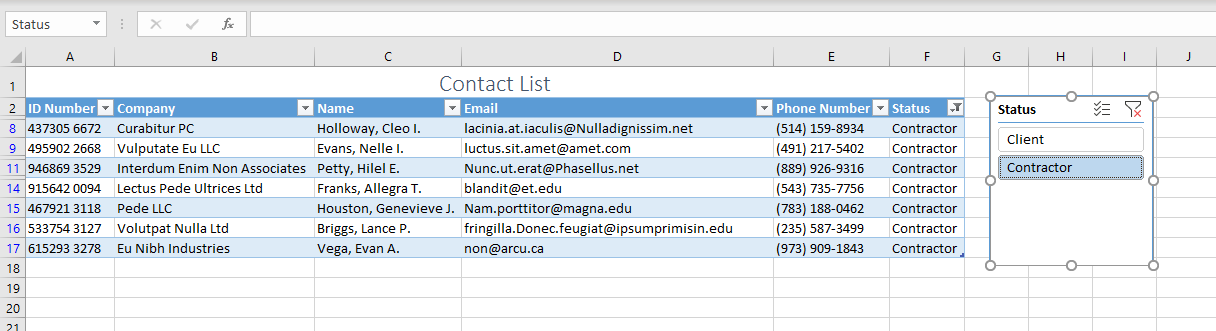 Status fx
A B C D E F G H I J
1 Contact List
2 ID Number Company Name Email Phone Number Status
8 437305 6672 Curabitur PC Holloway, Cleo I. lacinia.at.iaculis@Nulladignissim.net (514) 159-8934 Contractor
9 495902 2668 Vulputate Eu LLC Evans, Nelle I. luctus.sit.amet@amet.com (491) 217-5402 Contractor
11 946869 3529 Interdum Enim Non Associates Petty, Hilel E. Nunc.ut.erat@Phasellus.net (889) 926-9316 Contractor
14 915642 0094 Lectus Pede Ultrices Ltd Franks, Allegra T. blandit@et.edu (543) 735-7756 Contractor
15 467921 3118 Pede LLC Houston, Genevieve J. Nam.porttitor@magna.edu (783) 188-0462 Contractor
16 533754 3127 Volutpat Nulla Ltd Briggs, Lance P. fringilla.Donec.feugiat@ipsumprimisin.edu (235) 587-3499 Contractor
17 615293 3278 Eu Nibh Industries Vega, Evan A. non@arcu.ca (973) 909-1843 Contractor
18
19
20
21
Status
Client
Contractor